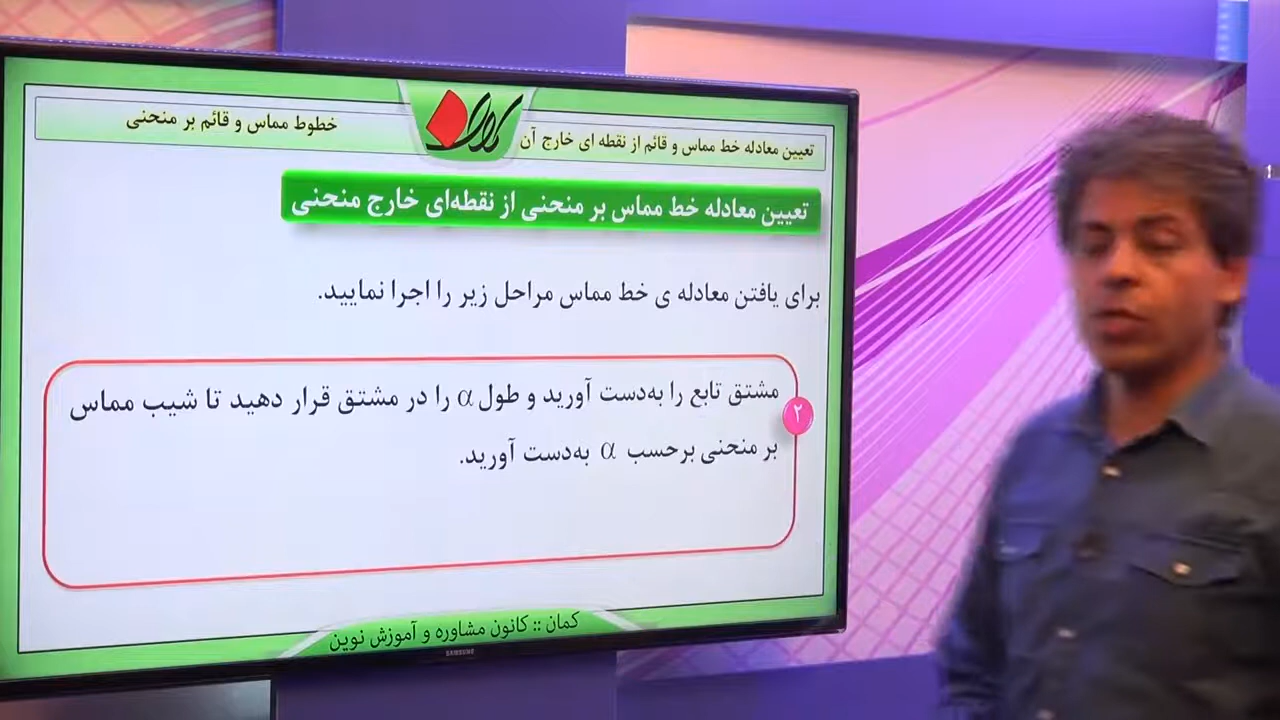 تعیین معادله خط مماس و قائم از نقطه ای خارج آن
کمان
خطوط مماس و قائم بر منحنی
تعیین معادله خط مماس بر منحنی از نقطه‌ای خارج منحنی
برای یافتن معادله ی خط مماس مراحل زیر را اجرا نمایید.
۲
مشتق تابع را به‌دست آورید و طول α را در مشتق قرار دهید تا شیب مماس
بر منحنی برحسب α به‌دست آورید.
کمان :: کانون مشاوره و آموزش نوین
SAMSUNG